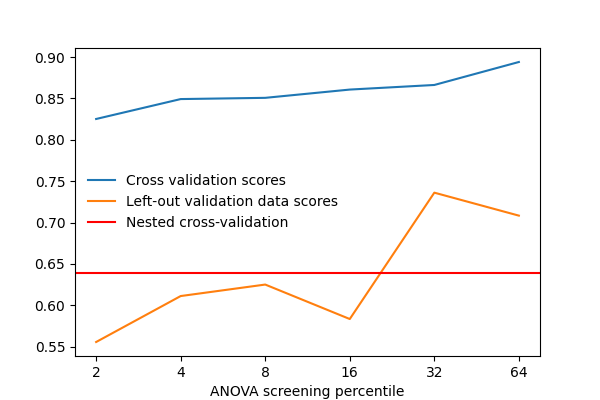 0.90
0.85
0.80
0.75
0.70
0.65
0.60
0.55
Cross validation scores
Left-out validation data scores
Nested cross-validation
2 4 8 16 32 64
ANOVA screening percentile